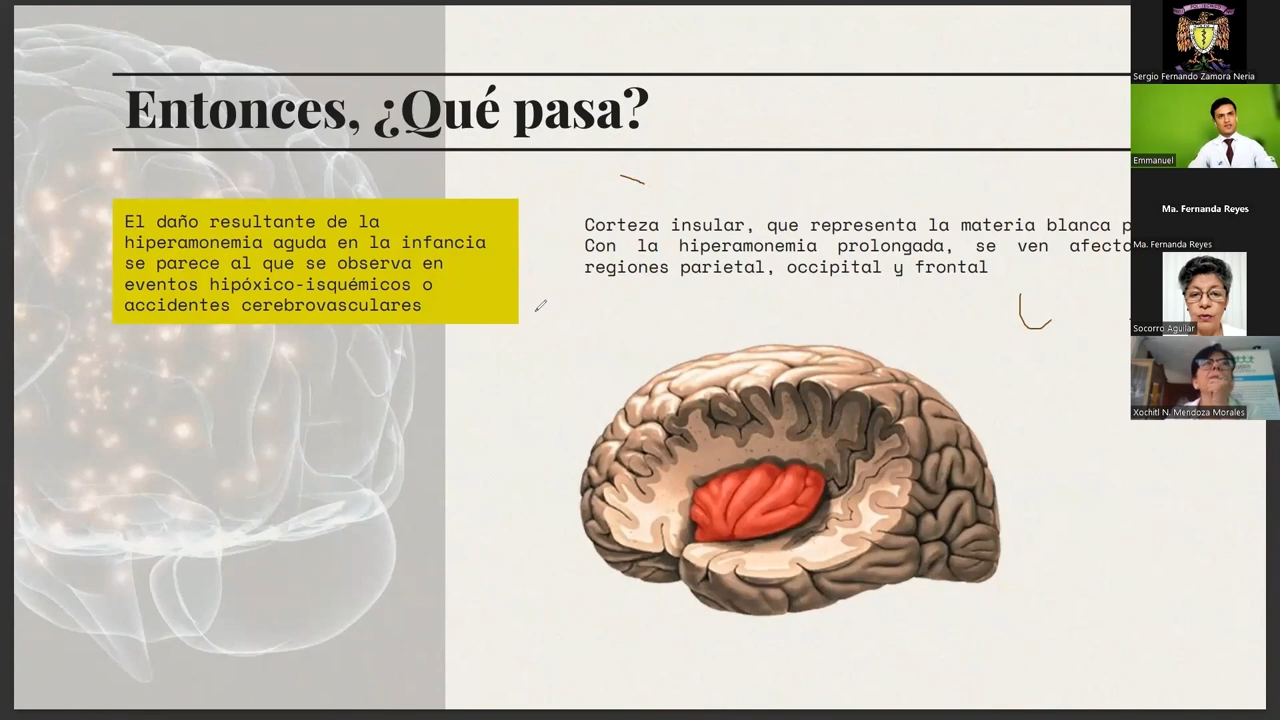 Entonces, ¿Qué pasa?
El daño resultante de la
hiperamonemia aguda en la infancia
se parece al que se observa en
eventos hipóxico-isquémicos o
accidentes cerebrovasculares
Corteza insular, que representa la materia blanca
Con la hiperamonemia prolongada, se ven
regiones parietal, occipital y frontal
Sergio Fernando Zamora Neria
Emmanuel
Ma. Fernanda Reyes
Ma. Fernanda Reyes
Socorro Aguilar
Xochitl N. Mendoza Morales